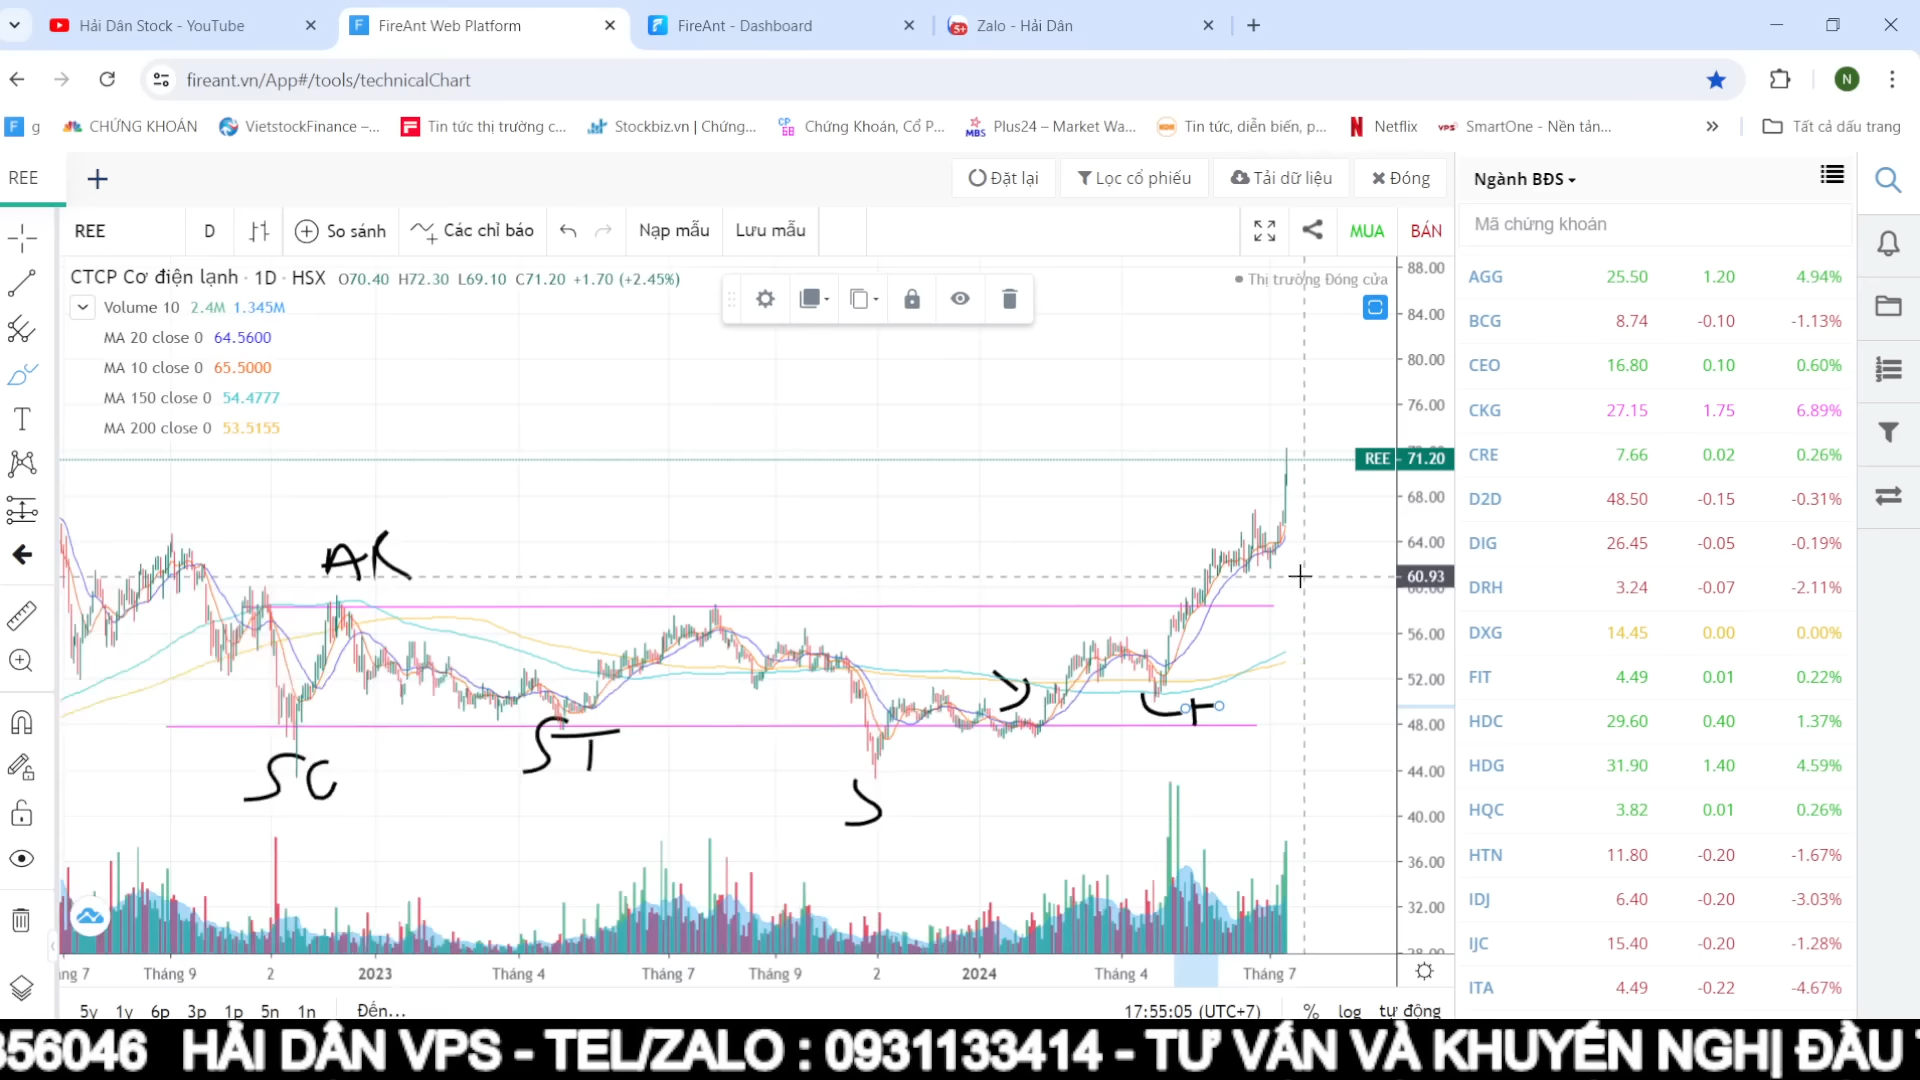 Hải Dân Stock - YouTube
FireAnt Web Platform
FireAnt - Dashboard
Zalo - Hải Dân
fireant.vn/App#/tools/technicalChart
N
g
CHỨNG KHOÁN
VietstockFinance –...
Tin tức thị trường c...
Stockbiz.vn | Chứng...
Chứng Khoán, Cổ P...
Plus24 – Market Wa...
Tin tức, diễn biến, p...
Netflix
SmartOne - Nền tản...
Tất cả dấu trang
REE
Đặt lại
Lọc cổ phiếu
Tải dữ liệu
Đóng
Ngành BĐS
REE
D
So sánh
Các chỉ báo
Nạp mẫu
Lưu mẫu
MUA
BÁN
Mã chứng khoán
CTCP Cơ điện lạnh · 1D · HSX O70.40 H72.30 L69.10 C71.20 +1.70 (+2.45%)
Thị trường Đóng cửa
Volume 10 2.4M 1.345M
MA 20 close 0 64.5600
MA 10 close 0 65.5000
MA 150 close 0 54.4777
MA 200 close 0 53.5155
88.00
84.00
80.00
76.00
REE 71.20
68.00
64.00
60.93
56.00
52.00
48.00
44.00
40.00
36.00
32.00
28.00
AR
SC
ST
S
AGG 25.50 1.20 4.94%
BCG 8.74 -0.10 -1.13%
CEO 16.80 0.10 0.60%
CKG 27.15 1.75 6.89%
CRE 7.66 0.02 0.26%
D2D 48.50 -0.15 -0.31%
DIG 26.45 -0.05 -0.19%
DRH 3.24 -0.07 -2.11%
DXG 14.45 0.00 0.00%
FIT 4.49 0.01 0.22%
HDC 29.60 0.40 1.37%
HDG 31.90 1.40 4.59%
HQC 3.82 0.01 0.26%
HTN 11.80 -0.20 -1.67%
IDJ 6.40 -0.20 -3.03%
IJC 15.40 -0.20 -1.28%
ITA 4.49 -0.22 -4.67%
ng 7 Tháng 9 2 2023 Tháng 4 Tháng 7 Tháng 9 2 2024 Tháng 4 Tháng 7
5y 1y 6p 3p 1p 5n 1n Đến...
17:55:05 (UTC+7) % log tự động
356046 HẢI DÂN VPS - TEL/ZALO : 0931133414 - TƯ VẤN VÀ KHUYẾN NGHỊ ĐẦU